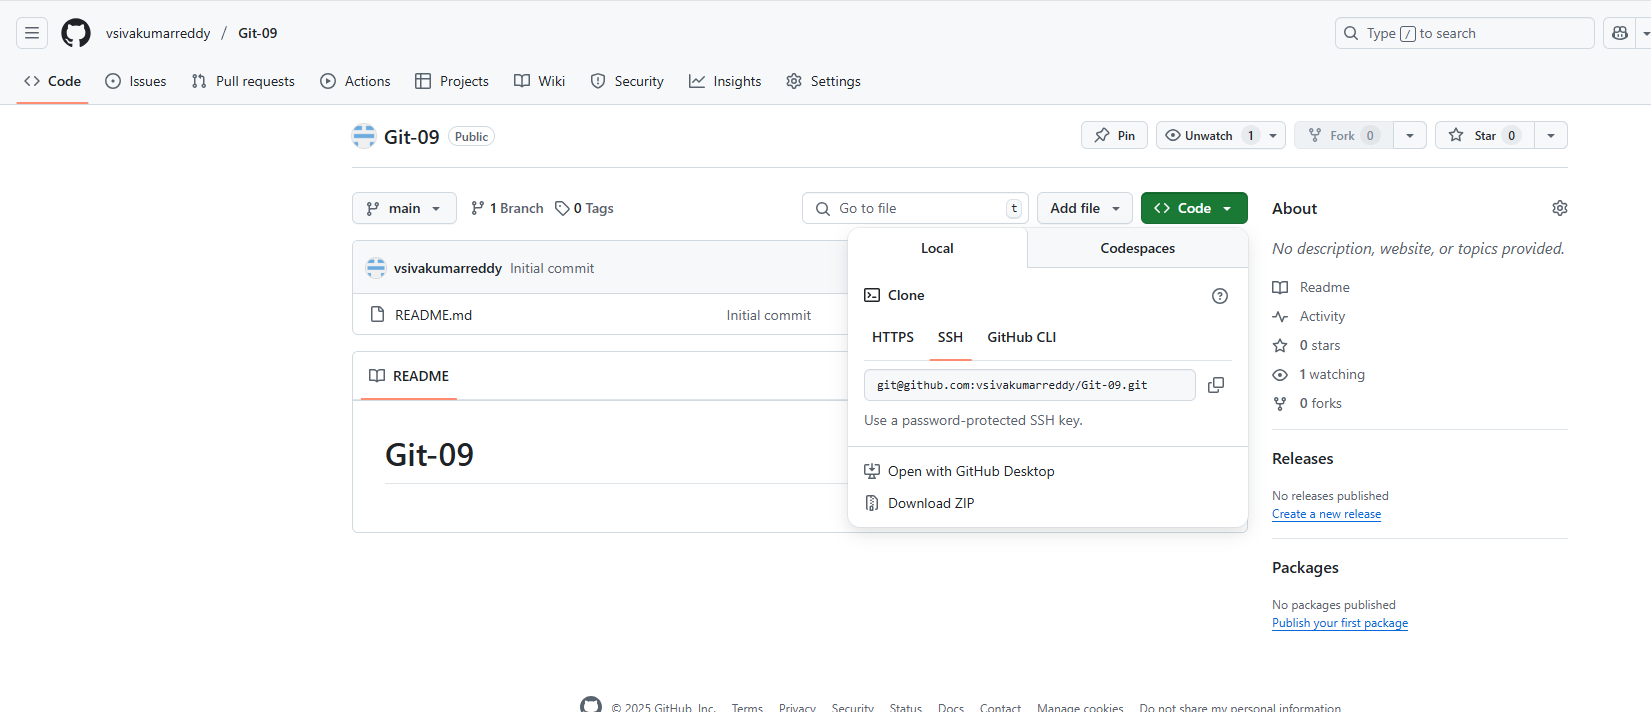 vsivakumarreddy / Git-09
Type / to search
Code
Issues
Pull requests
Actions
Projects
Wiki
Security
Insights
Settings
Git-09 Public
Pin
Unwatch 1
Fork 0
Star 0
main
1 Branch
0 Tags
Go to file t
Add file
Code
vsivakumarreddy Initial commit
README.md Initial commit
README
Git-09
Local
Codespaces
Clone
HTTPS
SSH
GitHub CLI
git@github.com:vsivakumarreddy/Git-09.git
Use a password-protected SSH key.
Open with GitHub Desktop
Download ZIP
About
No description, website, or topics provided.
Readme
Activity
0 stars
1 watching
0 forks
Releases
No releases published
Create a new release
Packages
No packages published
Publish your first package
© 2025 GitHub, Inc. Terms Privacy Security Status Docs Contact Manage cookies Do not share my personal information